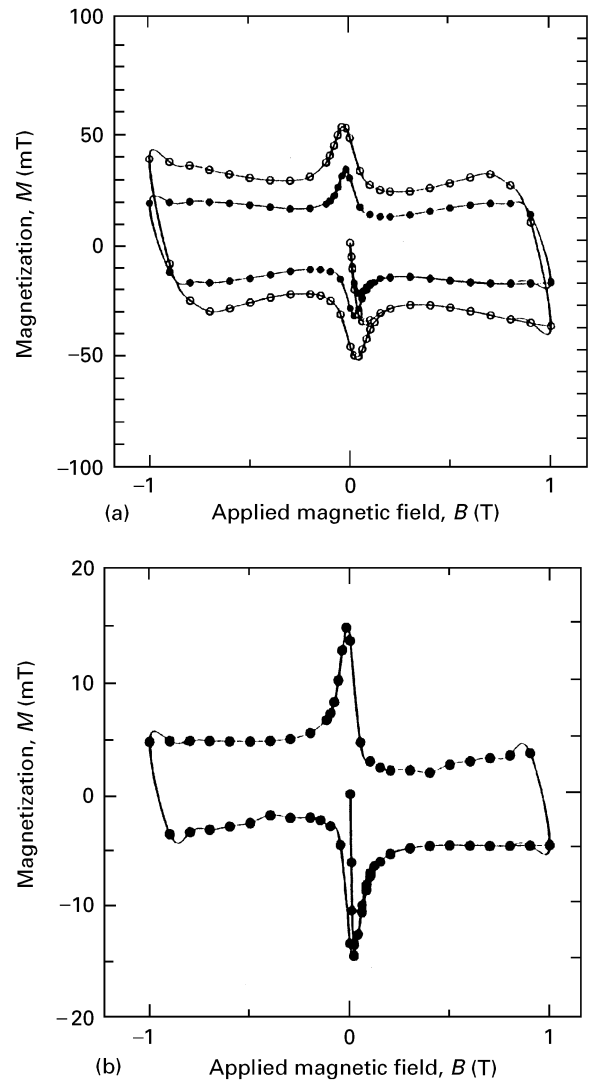 100
50
0
−50
−100
Magnetization, M (mT)
−1
0
1
(a)
Applied magnetic field, B (T)
20
10
0
−10
−20
Magnetization, M (mT)
−1
0
1
(b)
Applied magnetic field, B (T)